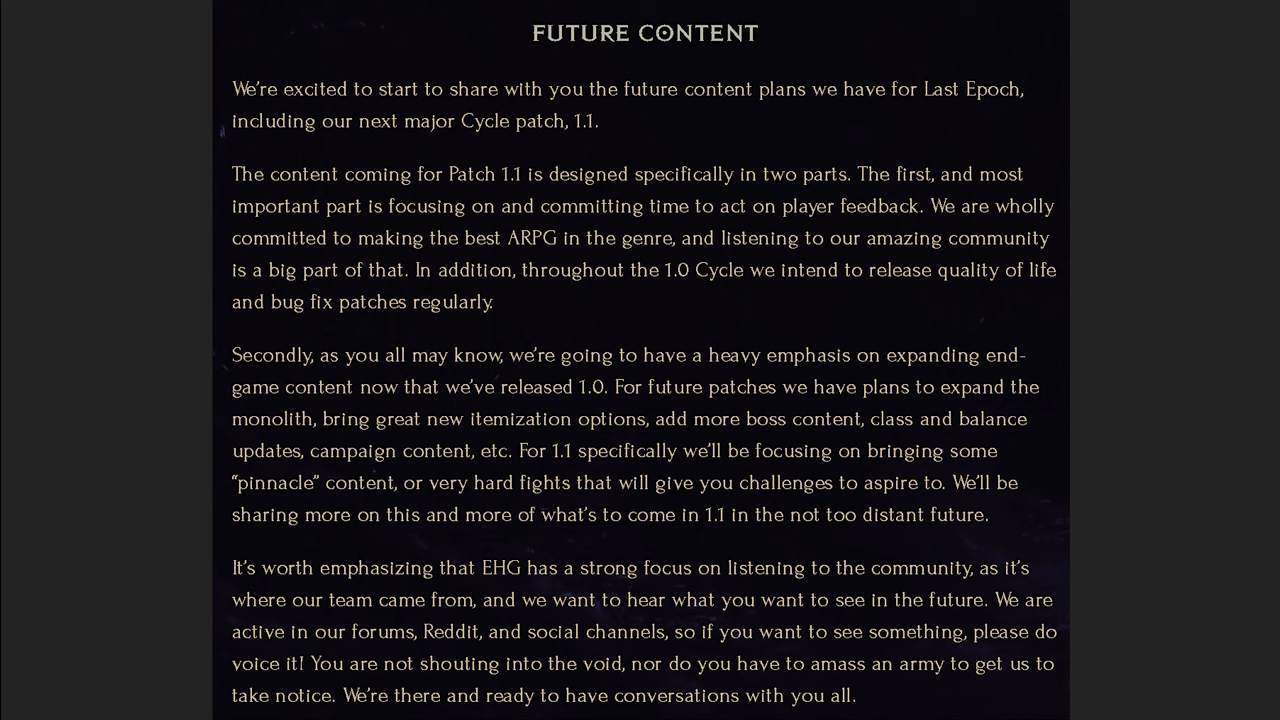 FUTURE CONTENT
We’re excited to start to share with you the future content plans we have for Last Epoch,
including our next major Cycle patch, 1.1.
The content coming for Patch 1.1 is designed specifically in two parts. The first, and most
important part is focusing on and committing time to act on player feedback. We are wholly
committed to making the best ARPG in the genre, and listening to our amazing community
is a big part of that. In addition, throughout the 1.0 Cycle we intend to release quality of life
and bug fix patches regularly.
Secondly, as you all may know, we’re going to have a heavy emphasis on expanding end-
game content now that we’ve released 1.0. For future patches we have plans to expand the
monolith, bring great new itemization options, add more boss content, class and balance
updates, campaign content, etc. For 1.1 specifically we’ll be focusing on bringing some
“pinnacle” content, or very hard fights that will give you challenges to aspire to. We’ll be
sharing more on this and more of what’s to come in 1.1 in the not too distant future.
It’s worth emphasizing that EHG has a strong focus on listening to the community, as it’s
where our team came from, and we want to hear what you want to see in the future. We are
active in our forums, Reddit, and social channels, so if you want to see something, please do
voice it! You are not shouting into the void, nor do you have to amass an army to get us to
take notice. We’re there and ready to have conversations with you all.